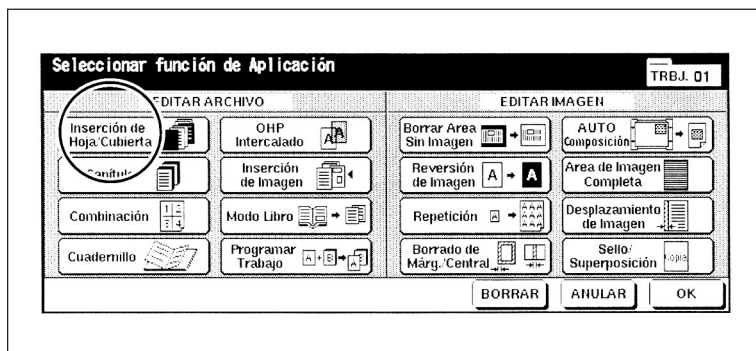 Seleccionar función de Aplicación
TRBJ. 01
EDITAR ARCHIVO
EDITAR IMAGEN
Inserción de
Hoja/Cubierta
OHP
Intercalado
Borrar Area
Sin Imagen
AUTO
Composición
Capítulo
Inserción
de Imagen
Reversión
de Imagen
Area de Imagen
Completa
Combinación
Modo Libro
Repetición
Desplazamiento
de Imagen
Cuadernillo
Programar
Trabajo
Borrado de
Márg./Central
Sello/
Superposición
Copia
BORRAR
ANULAR
OK